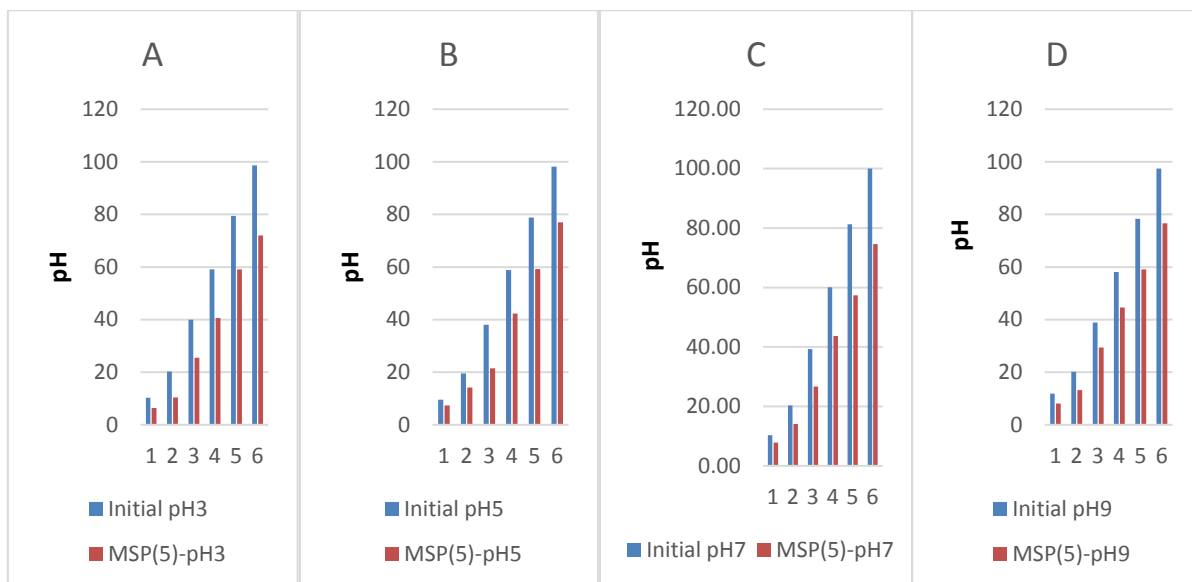 A
pH
120
100
80
60
40
20
0
1 2 3 4 5 6
Initial pH3
MSP(5)-pH3
B
pH
120
100
80
60
40
20
0
1 2 3 4 5 6
Initial pH5
MSP(5)-pH5
C
pH
120.00
100.00
80.00
60.00
40.00
20.00
0.00
1 2 3 4 5 6
Initial pH7 MSP(5)-pH7
D
pH
120
100
80
60
40
20
0
1 2 3 4 5 6
Initial pH9
MSP(5)-pH9